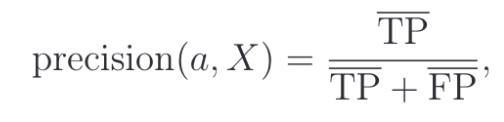 precision(a, X) = \frac{\overline{TP}}{\overline{TP} + \overline{FP}},